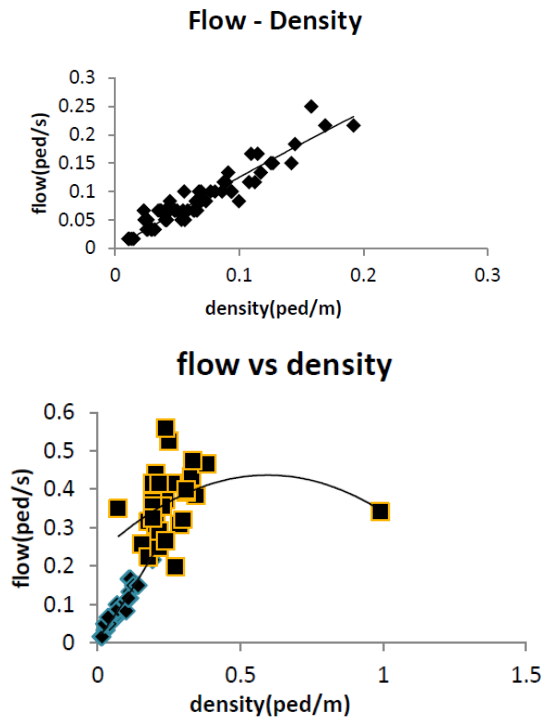 Flow - Density
0.3
0.25
0.2
0.15
0.1
0.05
0
flow(ped/s)
0 0.1 0.2 0.3
density(ped/m)
flow vs density
0.6
0.5
0.4
0.3
0.2
0.1
0
flow(ped/s)
0 0.5 1 1.5
density(ped/m)